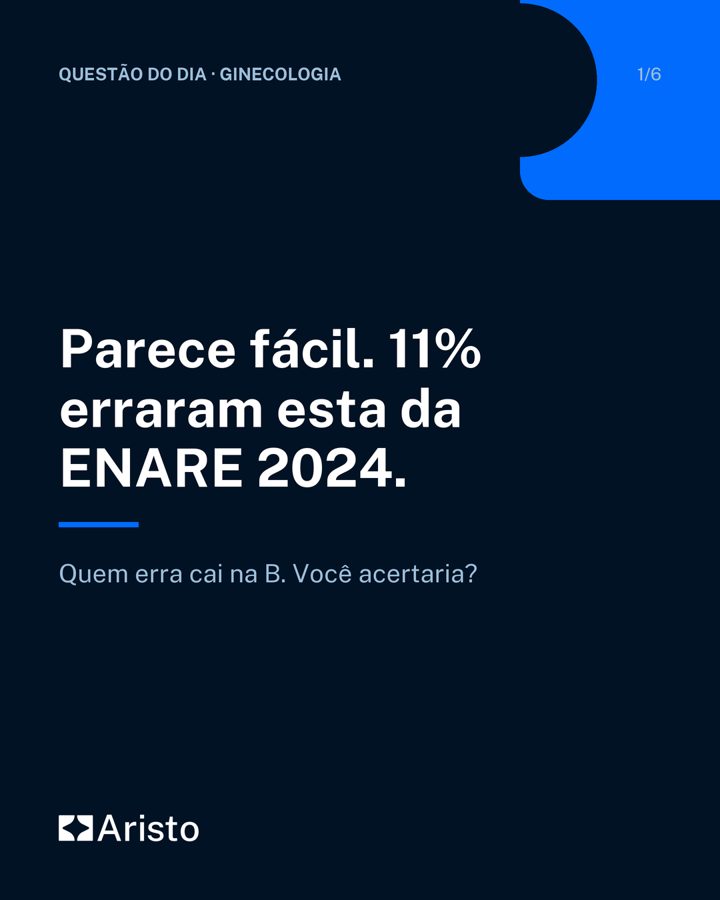 QUESTÃO DO DIA · GINECOLOGIA
1/6
Parece fácil. 11%
erraram esta da
ENARE 2024.
Quem erra cai na B. Você acertaria?
Aristo